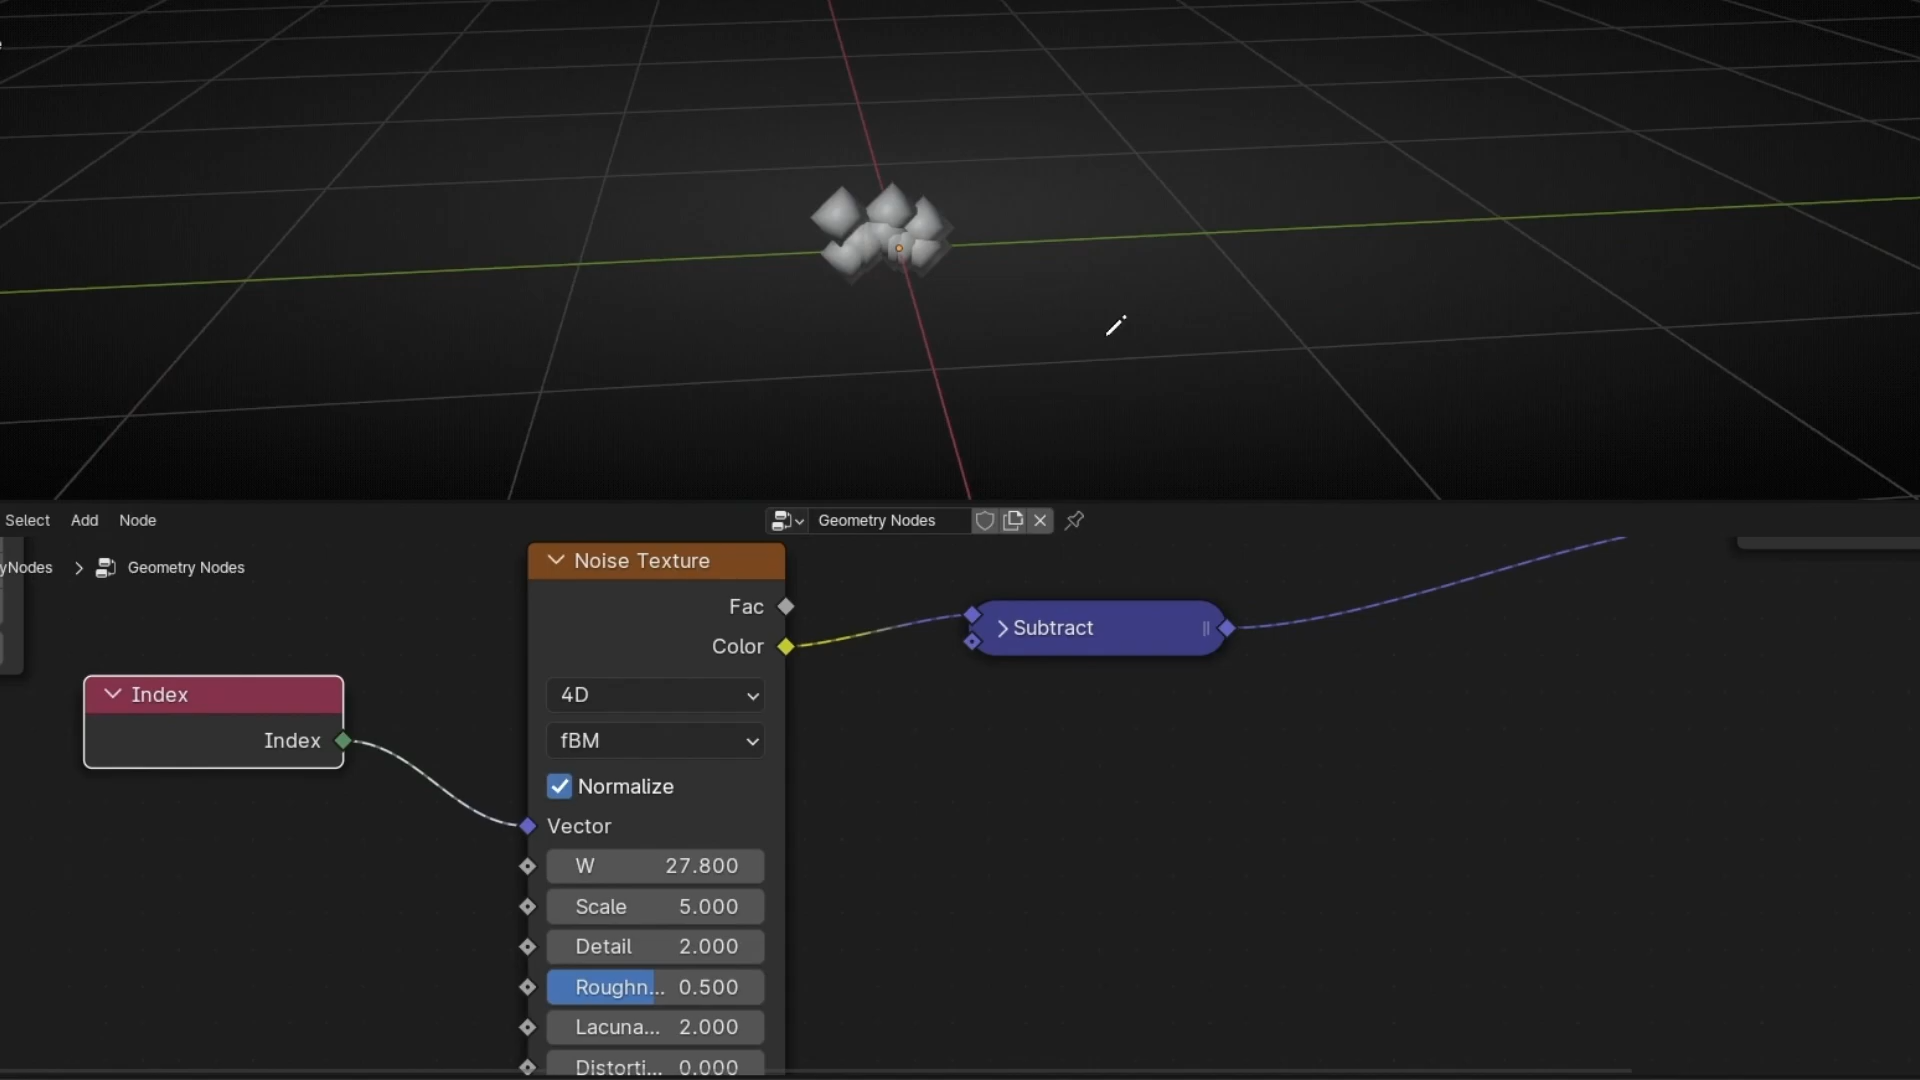 Select Add Node
Geometry Nodes
yNodes > Geometry Nodes
Noise Texture
Fac
Color
Subtract
Index
Index
4D
fBM
Normalize
Vector
W 27.800
Scale 5.000
Detail 2.000
Roughn... 0.500
Lacuna... 2.000
Distorti... 0.000